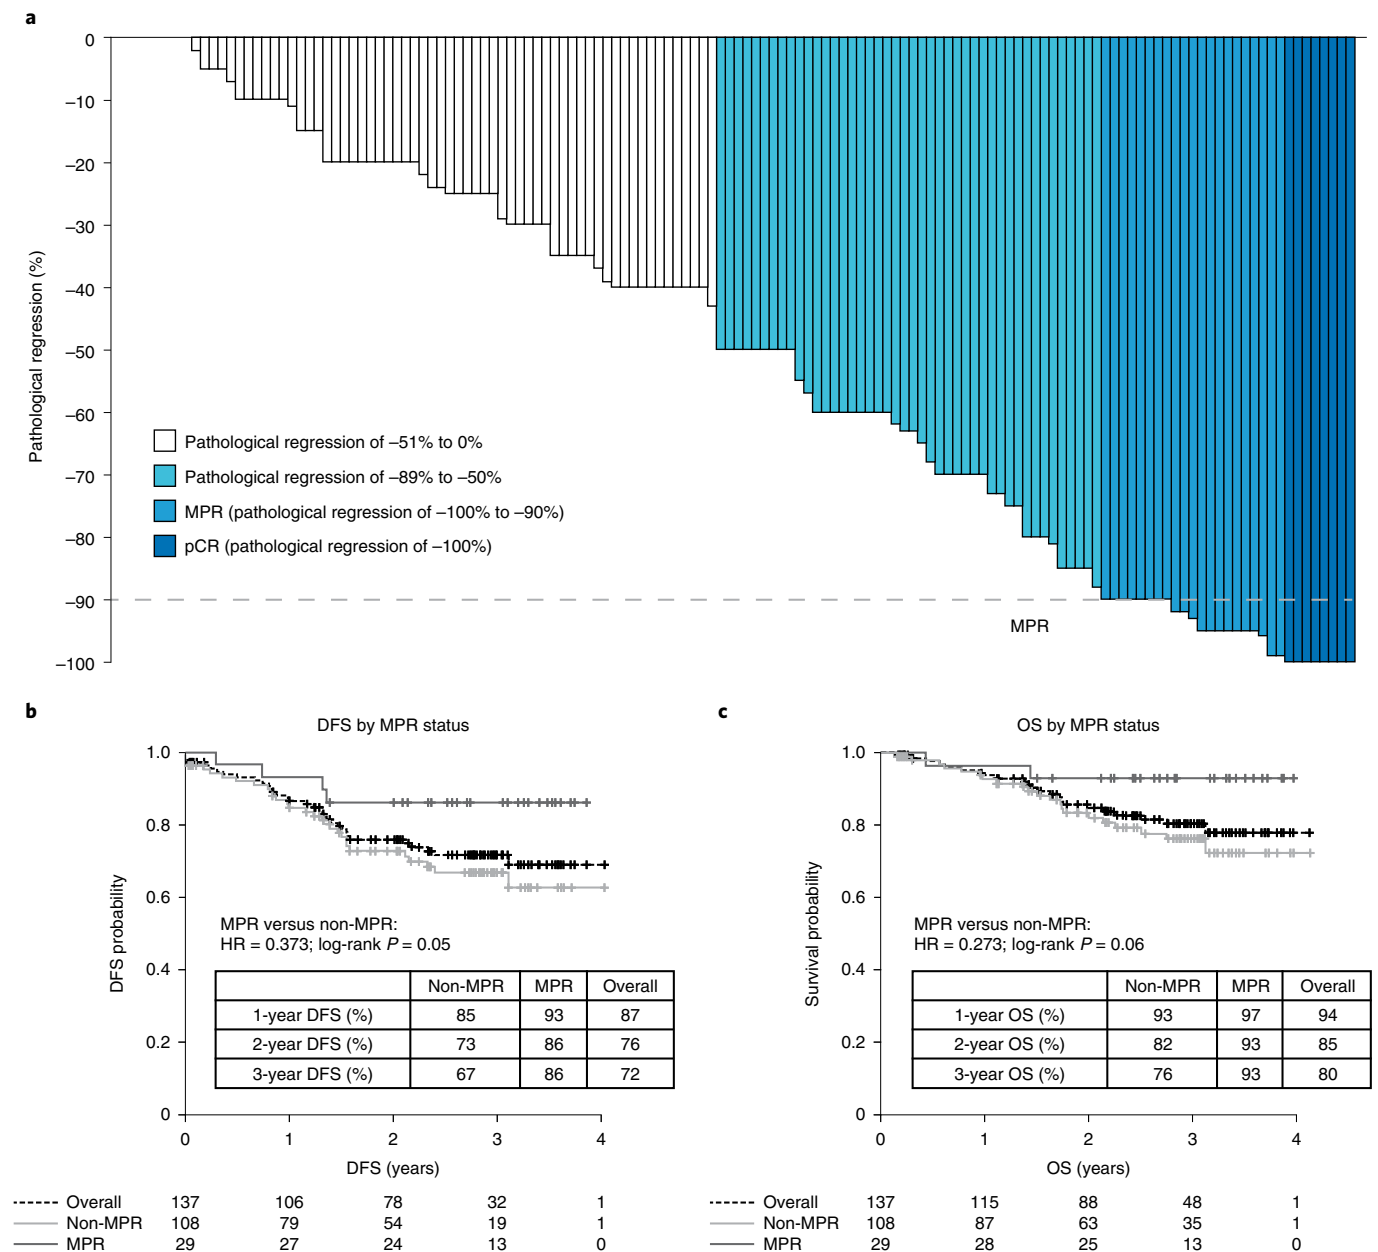 a
0
–10
–20
–30
–40
–50
–60
–70
–80
–90
–100
Pathological regression (%)
Pathological regression of –51% to 0%
Pathological regression of –89% to –50%
MPR (pathological regression of –100% to –90%)
pCR (pathological regression of –100%)
MPR
b
DFS by MPR status
1.0
0.8
0.6
0.4
0.2
0
DFS probability
MPR versus non-MPR:
HR = 0.373; log-rank P = 0.05
Non-MPR MPR Overall
1-year DFS (%) 85 93 87
2-year DFS (%) 73 86 76
3-year DFS (%) 67 86 72
0 1 2 3 4
DFS (years)
Overall 137 106 78 32 1
Non-MPR 108 79 54 19 1
MPR 29 27 24 13 0
c
OS by MPR status
1.0
0.8
0.6
0.4
0.2
0
Survival probability
MPR versus non-MPR:
HR = 0.273; log-rank P = 0.06
Non-MPR MPR Overall
1-year OS (%) 93 97 94
2-year OS (%) 82 93 85
3-year OS (%) 76 93 80
0 1 2 3 4
OS (years)
Overall 137 115 88 48 1
Non-MPR 108 87 63 35 1
MPR 29 28 25 13 0